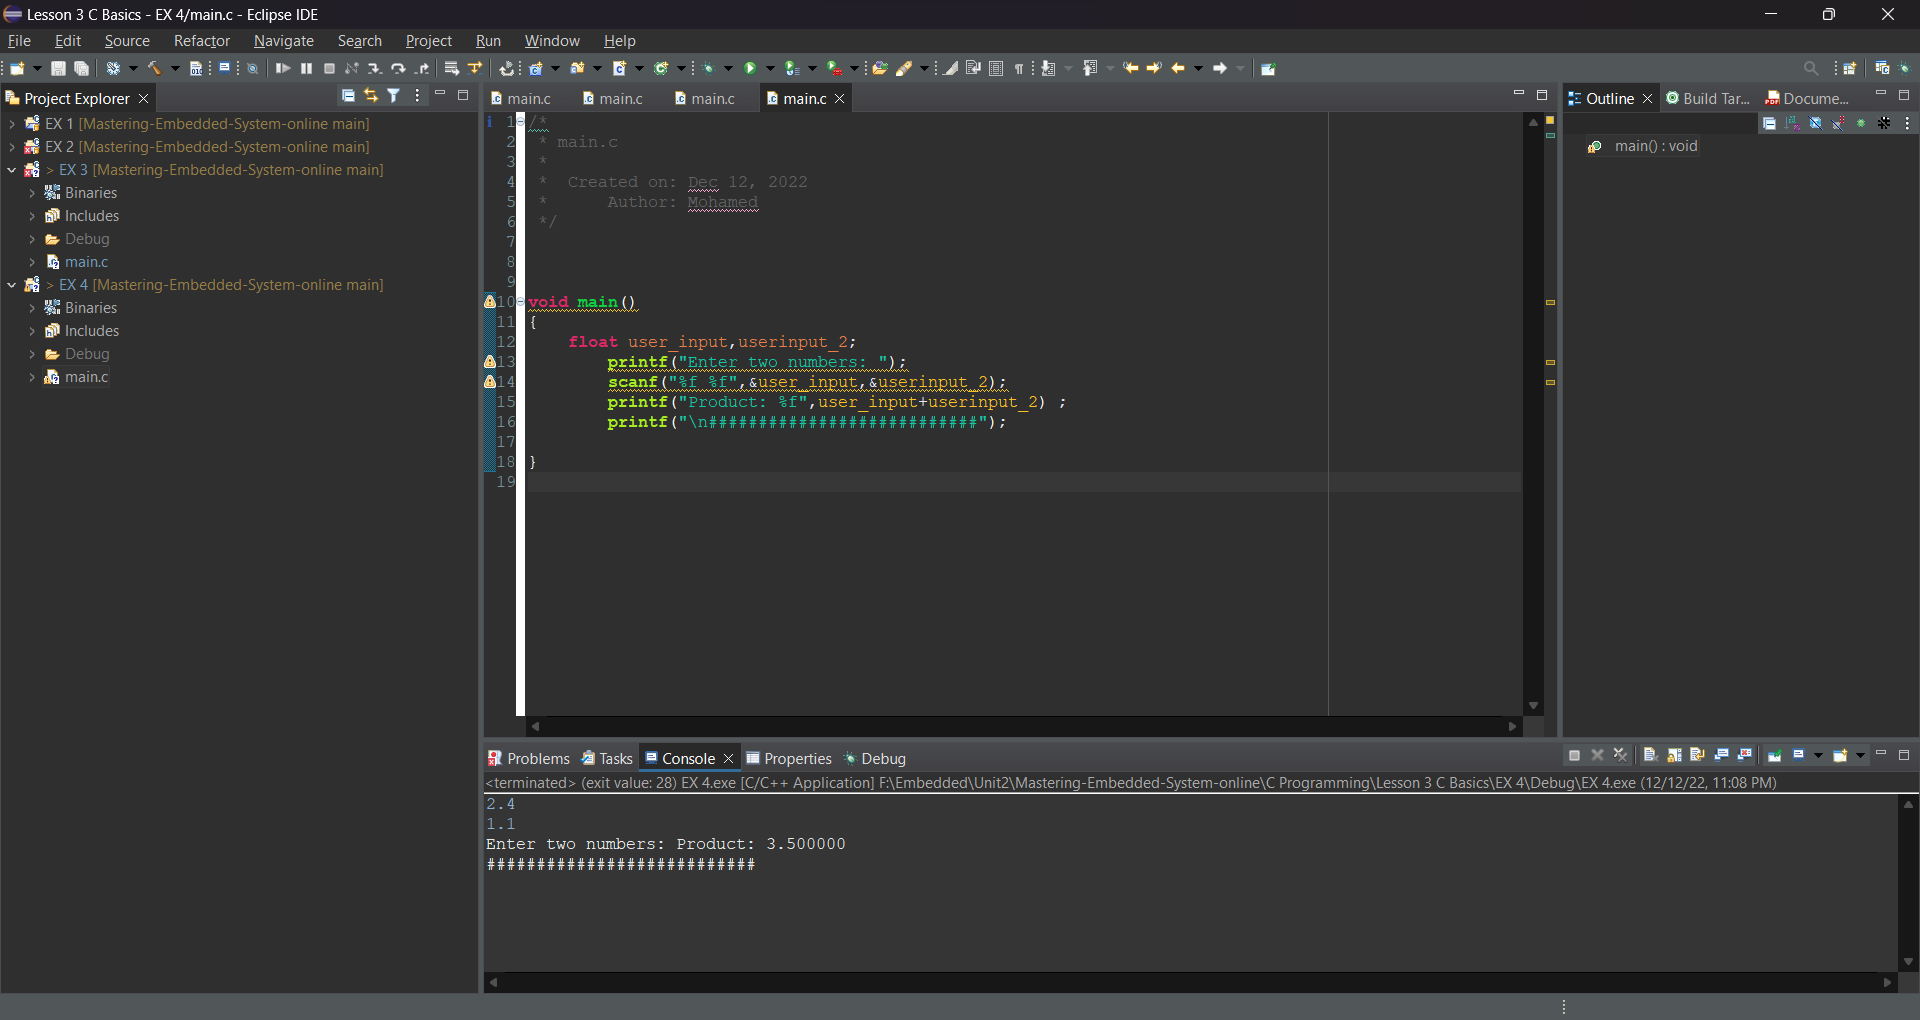 Lesson 3 C Basics - EX 4/main.c - Eclipse IDE
File Edit Source Refactor Navigate Search Project Run Window Help
Project Explorer
EX 1 [Mastering-Embedded-System-online main]
EX 2 [Mastering-Embedded-System-online main]
> EX 3 [Mastering-Embedded-System-online main]
Binaries
Includes
Debug
main.c
> EX 4 [Mastering-Embedded-System-online main]
Binaries
Includes
Debug
main.c
main.c main.c main.c main.c
1 /*
2 * main.c
3 *
4 * Created on: Dec 12, 2022
5 * Author: Mohamed
6 */
7
8
9
10 void main()
11 {
12 float user_input,userinput_2;
13 printf("Enter two numbers: ");
14 scanf("%f %f",&user_input,&userinput_2);
15 printf("Product: %f",user_input+userinput_2) ;
16 printf("\n###########################");
17
18 }
19
Outline Build Tar... Docume...
main() : void
Problems Tasks Console Properties Debug
<terminated> (exit value: 28) EX 4.exe [C/C++ Application] F:\Embedded\Unit2\Mastering-Embedded-System-online\C Programming\Lesson 3 C Basics\EX 4\Debug\EX 4.exe (12/12/22, 11:08 PM)
2.4
1.1
Enter two numbers: Product: 3.500000
###########################